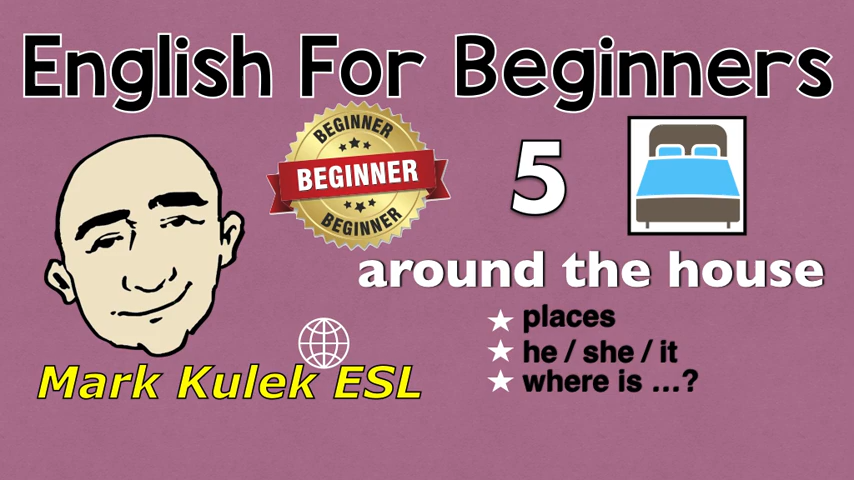 English For Beginners
BEGINNER
BEGINNER
BEGINNER
5
around the house
places
he / she / it
where is ...?
Mark Kulek ESL